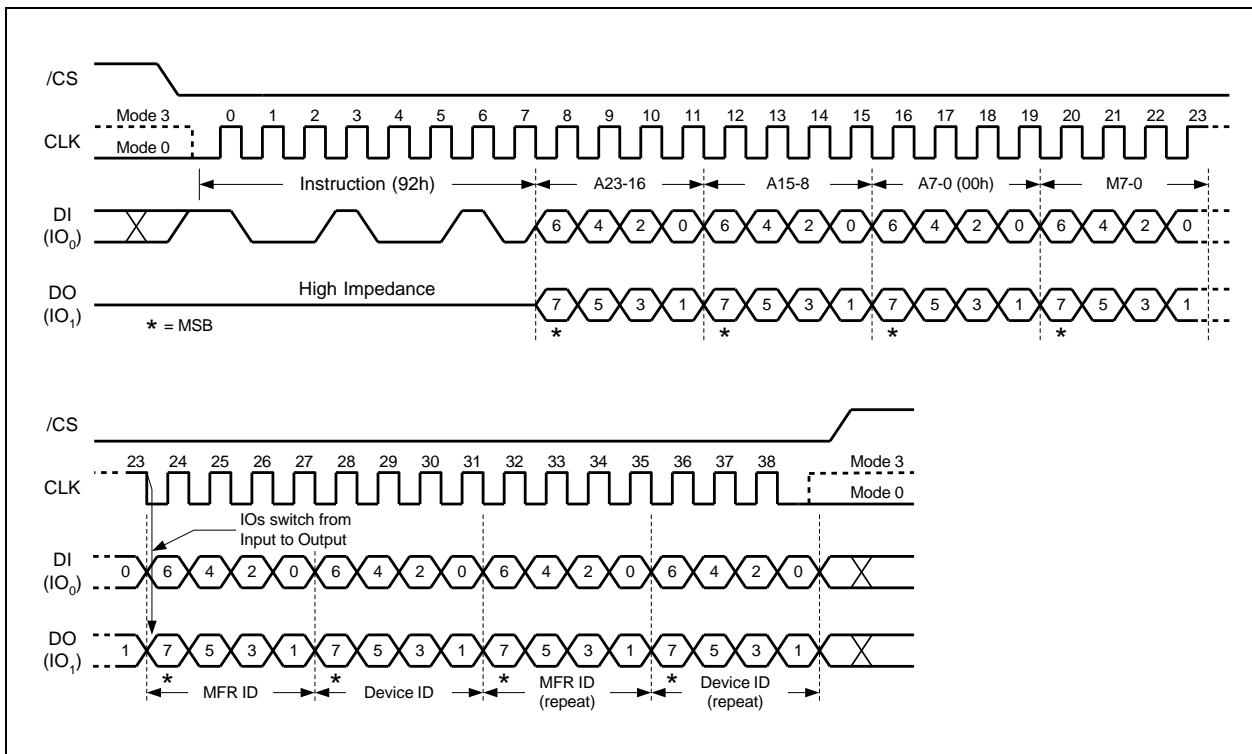 /CS
Mode 3 0 1 2 3 4 5 6 7 8 9 10 11 12 13 14 15 16 17 18 19 20 21 22 23
CLK
Mode 0
Instruction (92h) A23-16 A15-8 A7-0 (00h) M7-0
DI
(IO0) 6 4 2 0 6 4 2 0 6 4 2 0 6 4 2 0
High Impedance
DO
(IO1) 7 5 3 1 7 5 3 1 7 5 3 1 7 5 3 1
* = MSB * * * *
/CS
23 24 25 26 27 28 29 30 31 32 33 34 35 36 37 38 Mode 3
CLK
Mode 0
IOs switch from
Input to Output
DI
(IO0) 0 6 4 2 0 6 4 2 0 6 4 2 0 6 4 2 0
DO
(IO1) 1 7 5 3 1 7 5 3 1 7 5 3 1 7 5 3 1
* * * *
MFR ID Device ID MFR ID
(repeat) Device ID
(repeat)